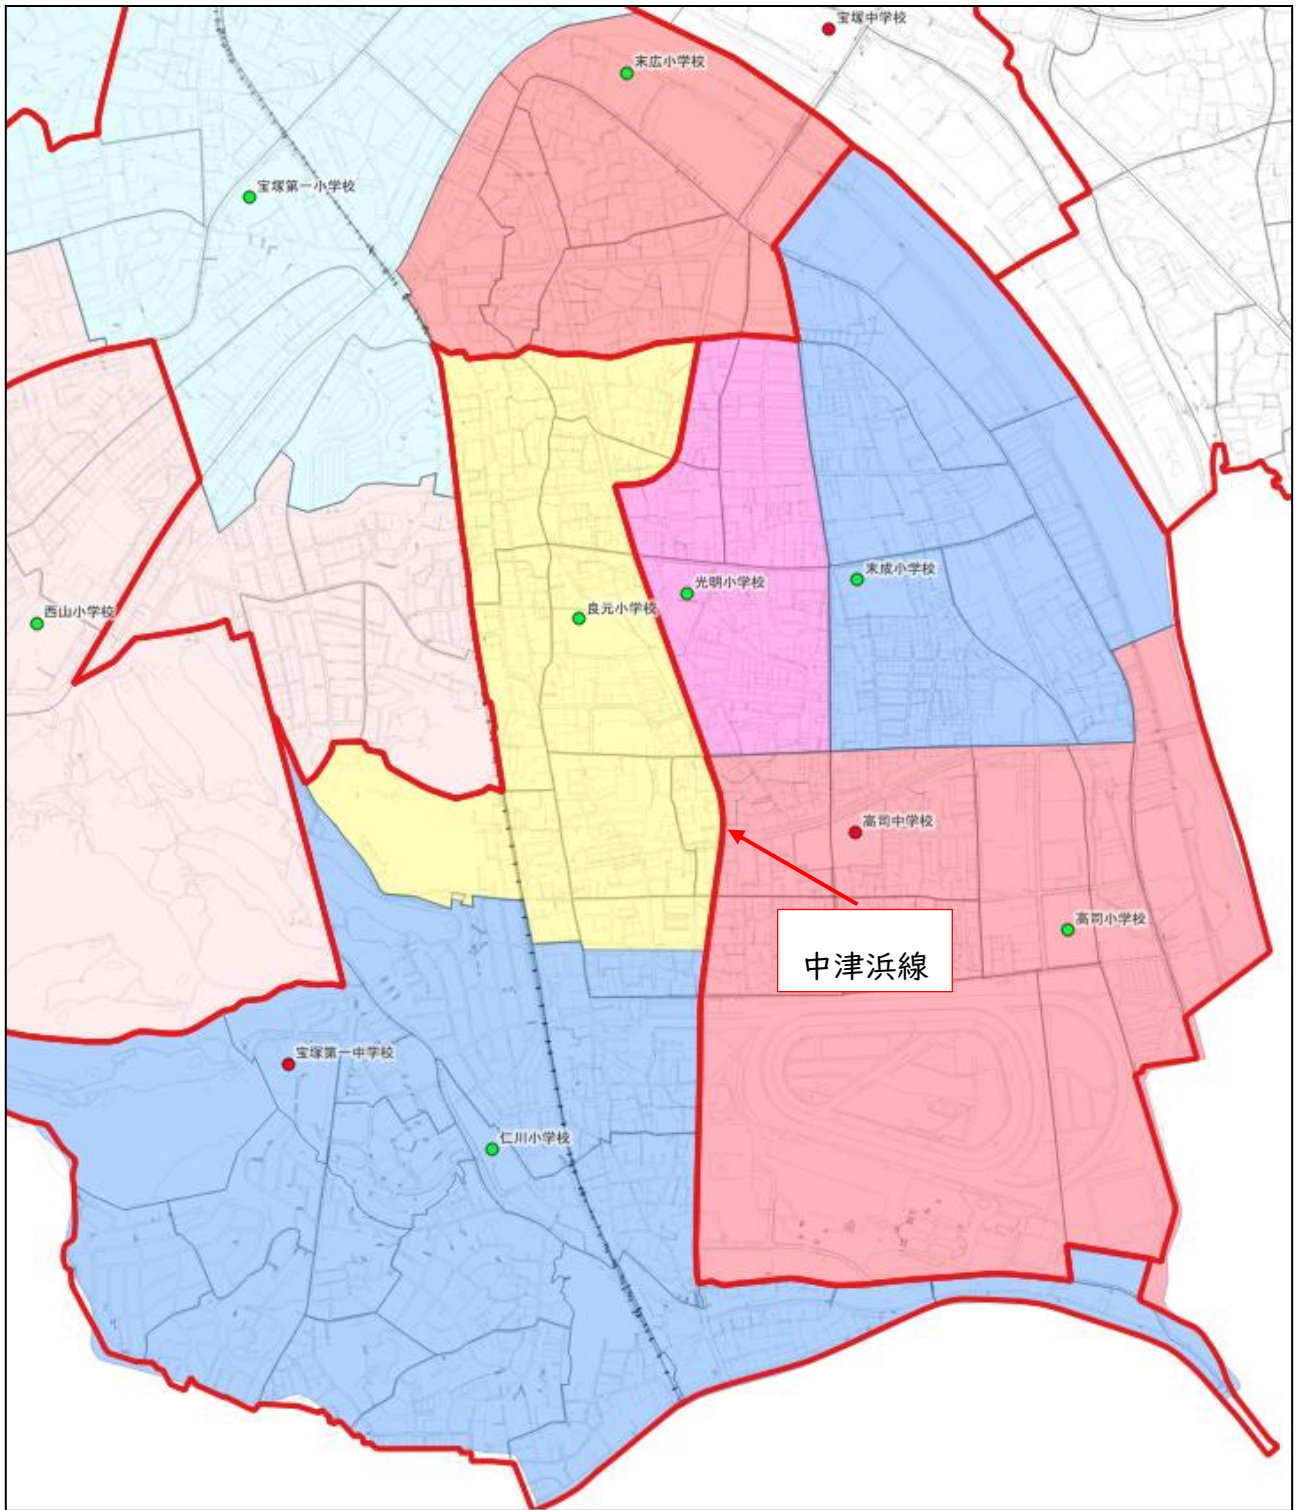 宝塚中学校
末広小学校
宝塚第一小学校
末成小学校
光明小学校
良元小学校
西山小学校
高司中学校
高司小学校
中津浜線
宝塚第一中学校
仁川小学校